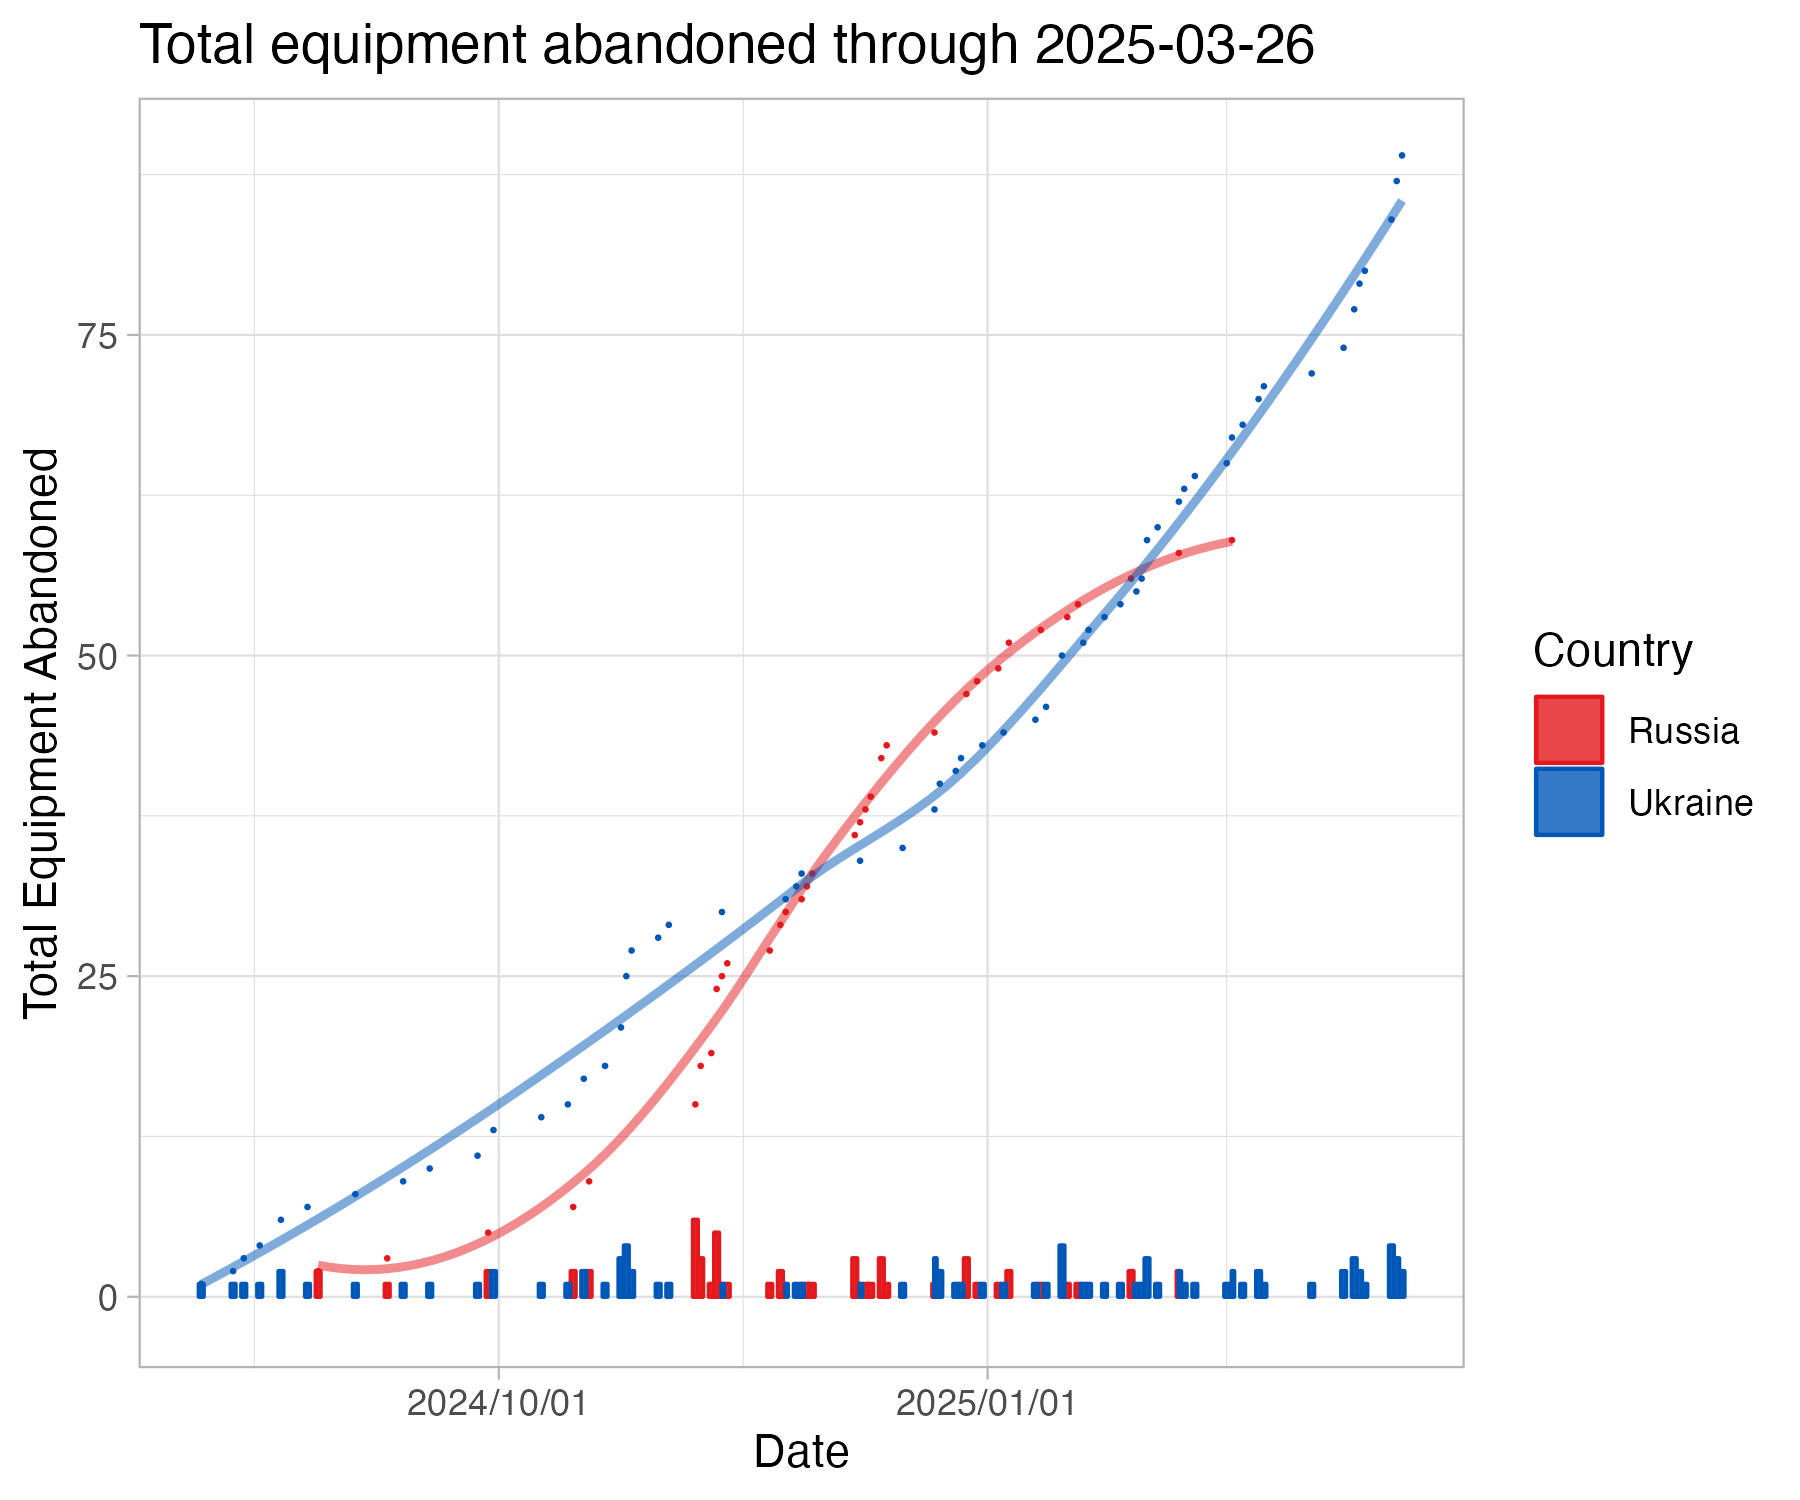 Total equipment abandoned through 2025-03-26
Total Equipment Abandoned
75
50
25
0
2024/10/01
2025/01/01
Date
Country
Russia
Ukraine